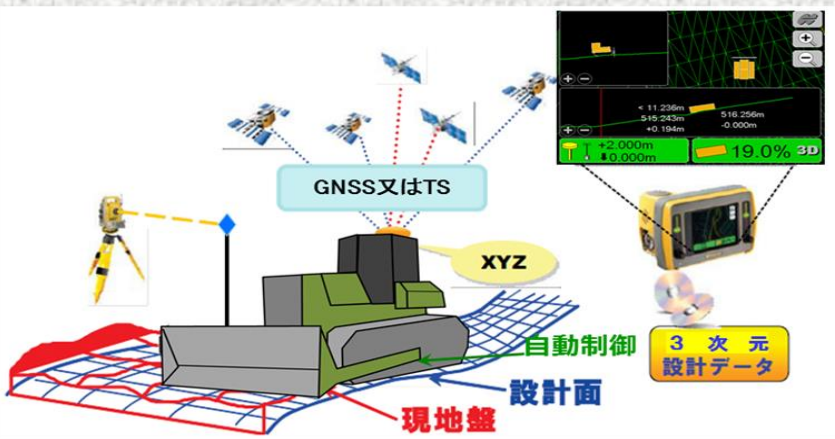 < 11.236m
515.243m
+0.194m
516.256m
-0.000m
+2.000m
0.000m
19.0% 3D
GNSS又はTS
XYZ
自動制御
3 次 元
設計データ
設計面
現地盤